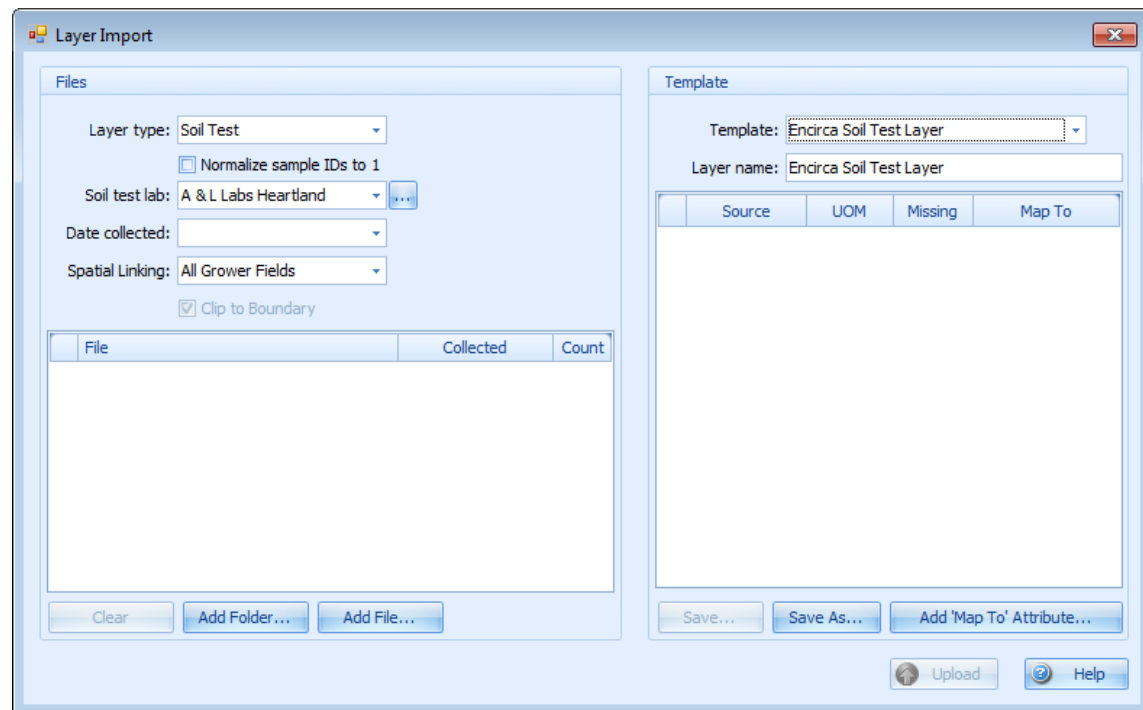 Layer Import
Files
Layer type: Soil Test
Normalize sample IDs to 1
Soil test lab: A & L Labs Heartland ...
Date collected:
Spatial Linking: All Grower Fields
Clip to Boundary
File Collected Count
Clear Add Folder... Add File...
Template
Template: Encirca Soil Test Layer
Layer name: Encirca Soil Test Layer
Source UOM Missing Map To
Save... Save As... Add 'Map To' Attribute...
Upload Help